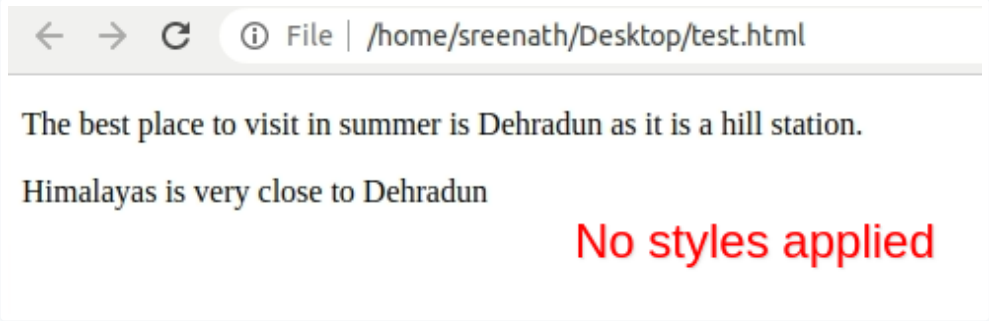 File | /home/sreenath/Desktop/test.html
The best place to visit in summer is Dehradun as it is a hill station.
Himalayas is very close to Dehradun
No styles applied